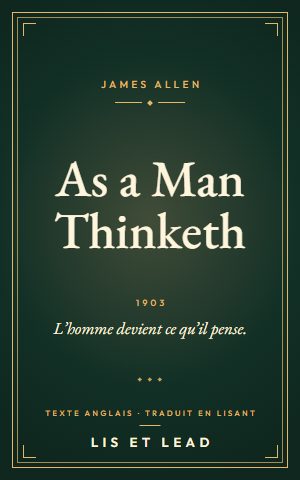 JAMES ALLEN
As a Man
Thinketh
1903
L'homme devient ce qu'il pense.
TEXTE ANGLAIS · TRADUIT EN LISANT
LIS ET LEAD